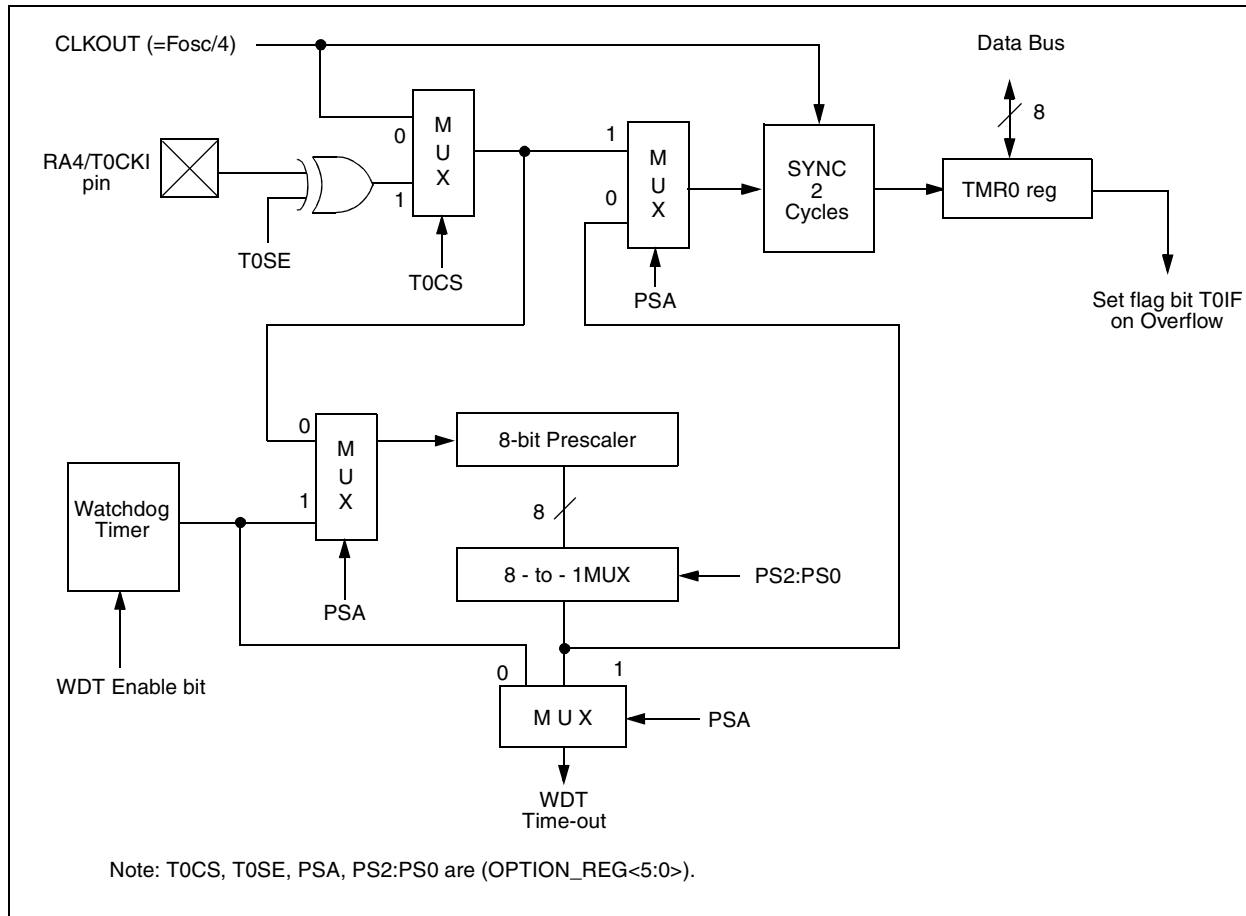 CLKOUT (=Fosc/4)
Data Bus
8
RA4/T0CKI
pin
T0SE
0
1
M
U
X
T0CS
1
0
M
U
X
PSA
SYNC
2
Cycles
TMR0 reg
Set flag bit T0IF
on Overflow
0
1
M
U
X
PSA
8-bit Prescaler
8
Watchdog
Timer
8 - to - 1MUX
PS2:PS0
WDT Enable bit
0
1
M U X
PSA
WDT
Time-out
Note: T0CS, T0SE, PSA, PS2:PS0 are (OPTION_REG<5:0>).